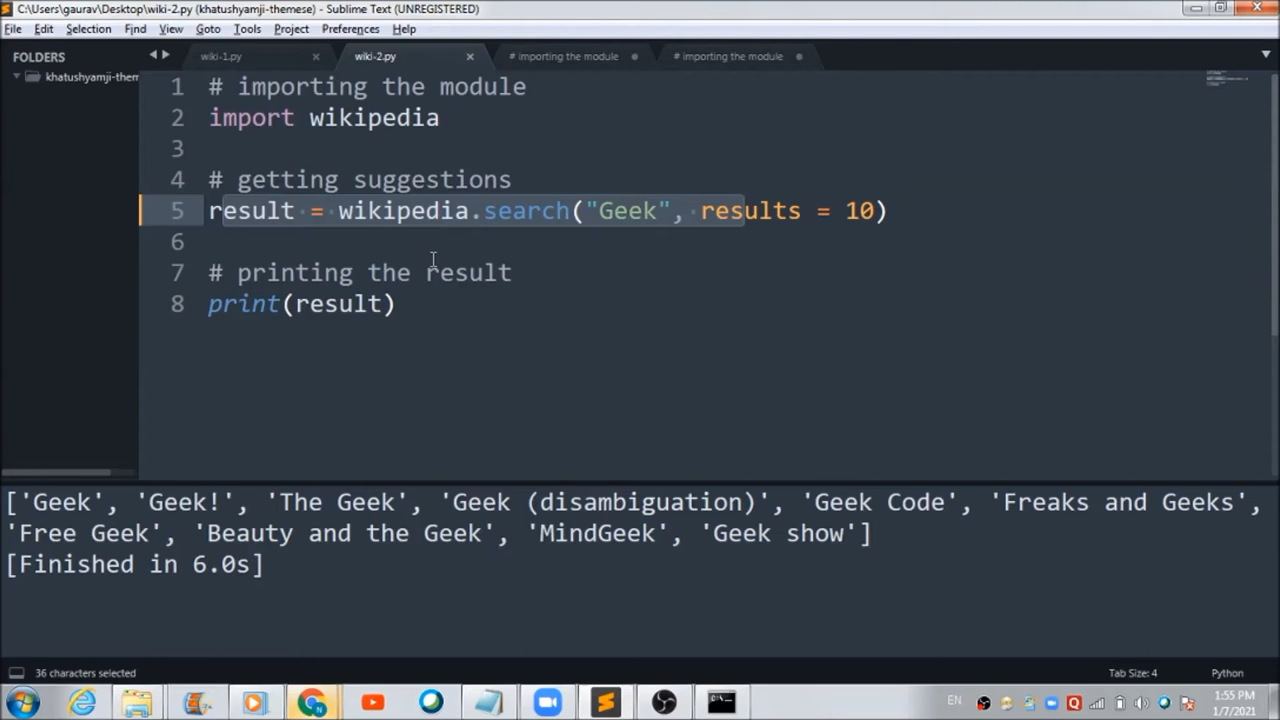 C:\Users\gaurav\Desktop\wiki-2.py (khatushyamji-themese) - Sublime Text (UNREGISTERED)
File Edit Selection Find View Goto Tools Project Preferences Help
FOLDERS
khatushyamji-them
wiki-1.py wiki-2.py # importing the module # importing the module
1 # importing the module
2 import wikipedia
3
4 # getting suggestions
5 result = wikipedia.search("Geek", results = 10)
6
7 # printing the result
8 print(result)
['Geek', 'Geek!', 'The Geek', 'Geek (disambiguation)', 'Geek Code', 'Freaks and Geeks',
'Free Geek', 'Beauty and the Geek', 'MindGeek', 'Geek show']
[Finished in 6.0s]
36 characters selected Tab Size: 4 Python
EN 1:55 PM
1/7/2021